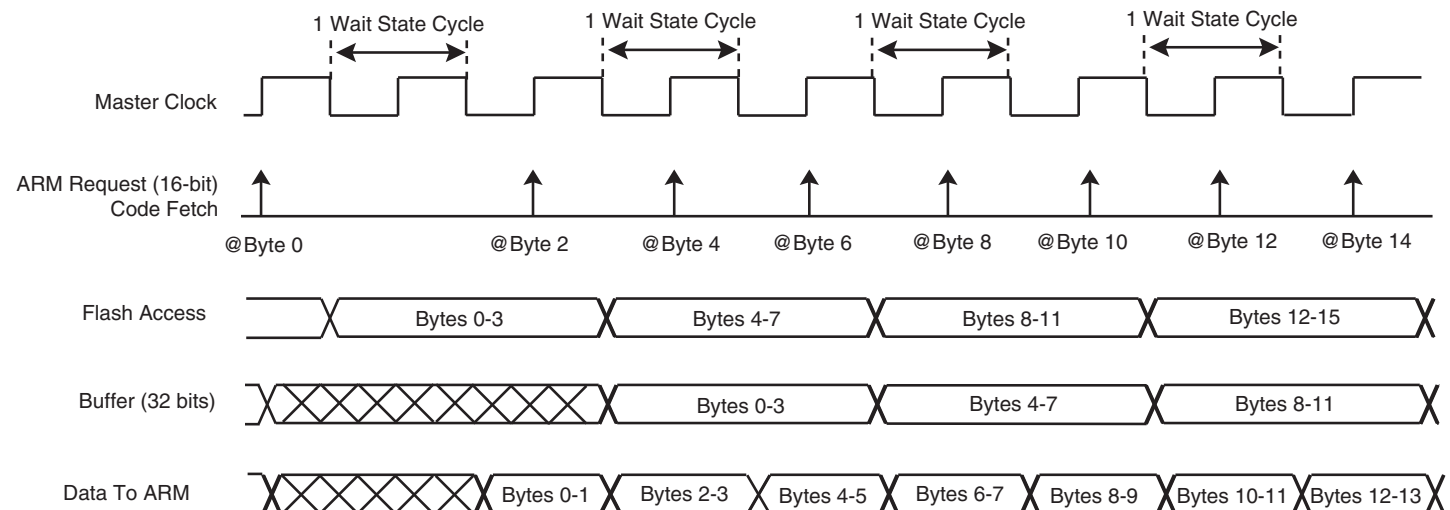 1 Wait State Cycle
1 Wait State Cycle
1 Wait State Cycle
1 Wait State Cycle
Master Clock
ARM Request (16-bit)
Code Fetch
@Byte 0
@Byte 2
@Byte 4
@Byte 6
@Byte 8
@Byte 10
@Byte 12
@Byte 14
Flash Access
Bytes 0-3
Bytes 4-7
Bytes 8-11
Bytes 12-15
Buffer (32 bits)
Bytes 0-3
Bytes 4-7
Bytes 8-11
Data To ARM
Bytes 0-1
Bytes 2-3
Bytes 4-5
Bytes 6-7
Bytes 8-9
Bytes 10-11
Bytes 12-13